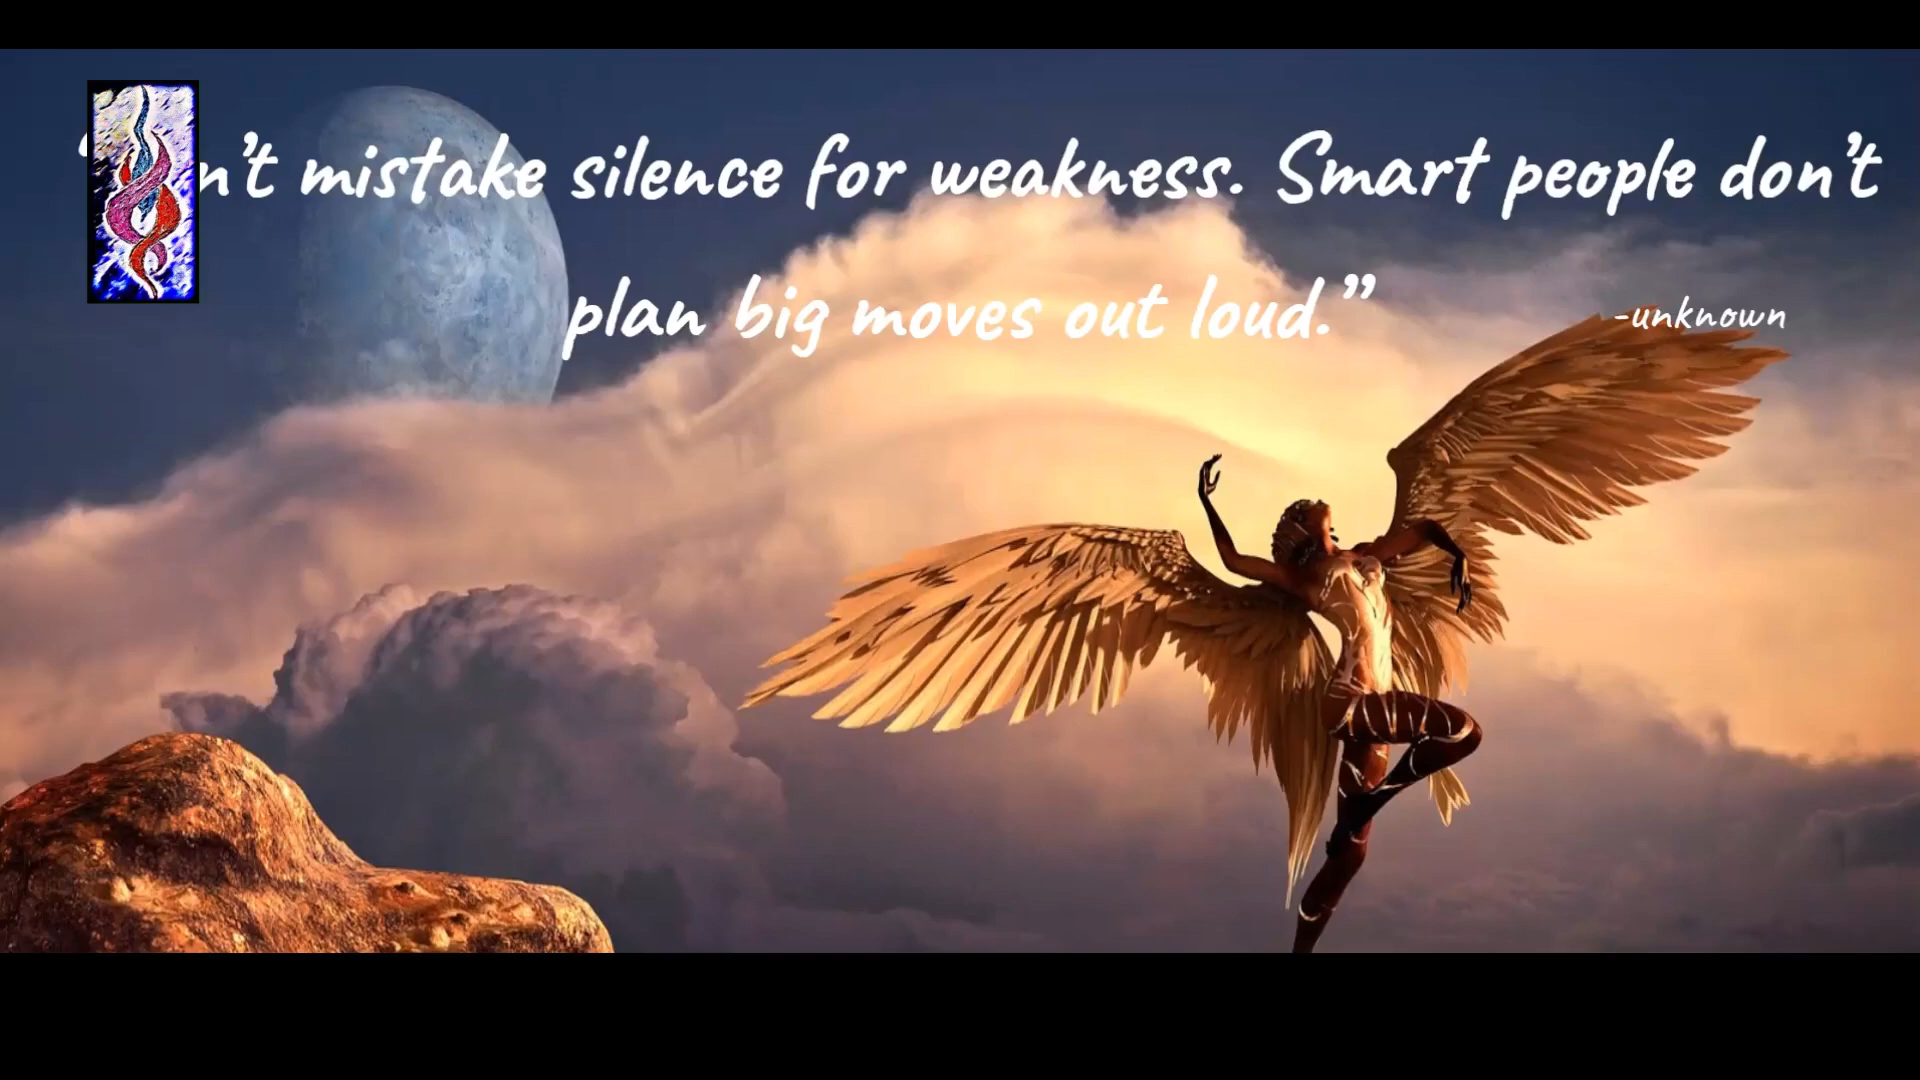 n't mistake silence for weakness. Smart people don't
plan big moves out loud.”
-unknown